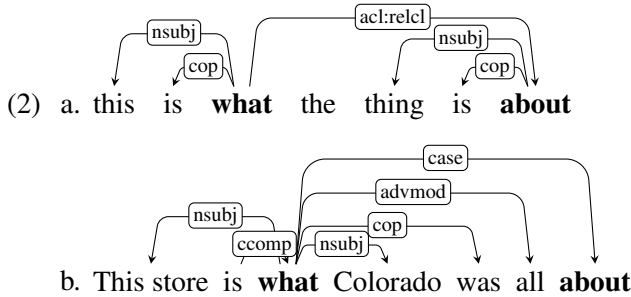 acl:relcl
nsubj nsubj
cop cop
(2) a. this is what the thing is about
case
advmod
nsubj cop
ccomp nsubj
b. This store is what Colorado was all about